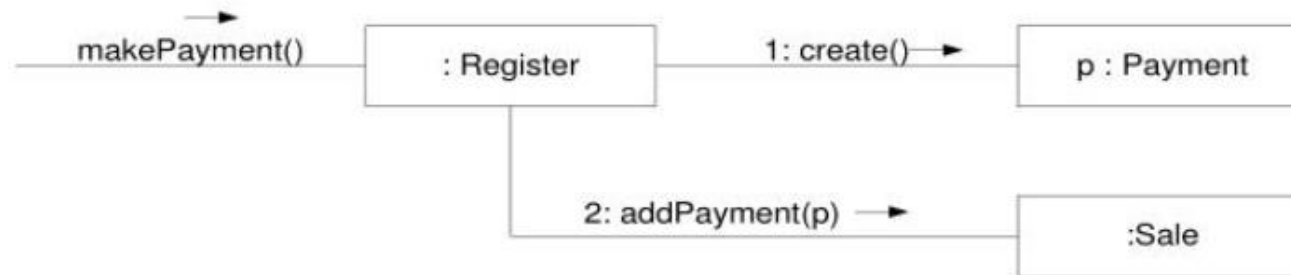 makePayment()
: Register
1: create()
p : Payment
2: addPayment(p)
:Sale